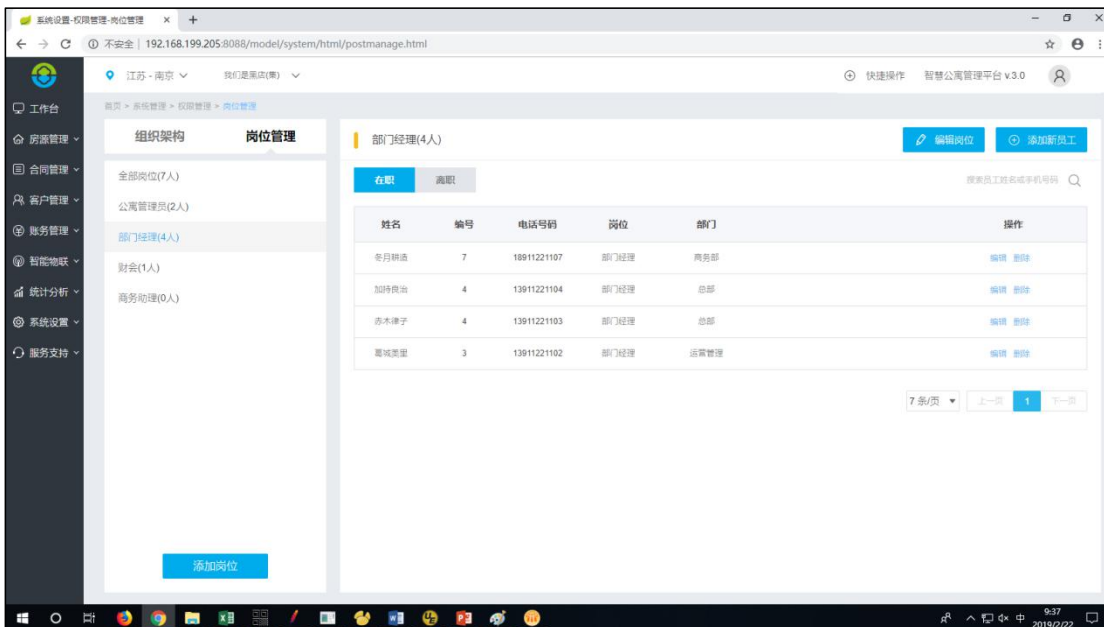 系统设置-权限管理-岗位管理
不安全 | 192.168.199.205:8088/model/system/html/postmanage.html
江苏 - 南京 我们是黑店(集) 快捷操作 智慧公寓管理平台 v.3.0
首页 > 系统管理 > 权限管理 > 岗位管理
工作台
房源管理
合同管理
客户管理
账务管理
智能物联
统计分析
系统设置
服务支持
组织架构 岗位管理
全部岗位(7人)
公寓管理员(2人)
部门经理(4人)
财会(1人)
商务助理(0人)
添加岗位
部门经理(4人) 编辑岗位 添加新员工
在职 离职 搜索员工姓名或手机号码
姓名 编号 电话号码 岗位 部门 操作
冬月耕造 7 18911221107 部门经理 商务部 编辑 删除
加持良治 4 13911221104 部门经理 总部 编辑 删除
赤木律子 4 13911221103 部门经理 总部 编辑 删除
葛城美里 3 13911221102 部门经理 运营管理 编辑 删除
7 条/页 上一页 1 下一页
中 9:37
2019/2/22